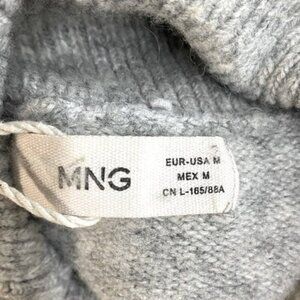 MNG
EUR-USA M
MEX M
CN L-165/88A